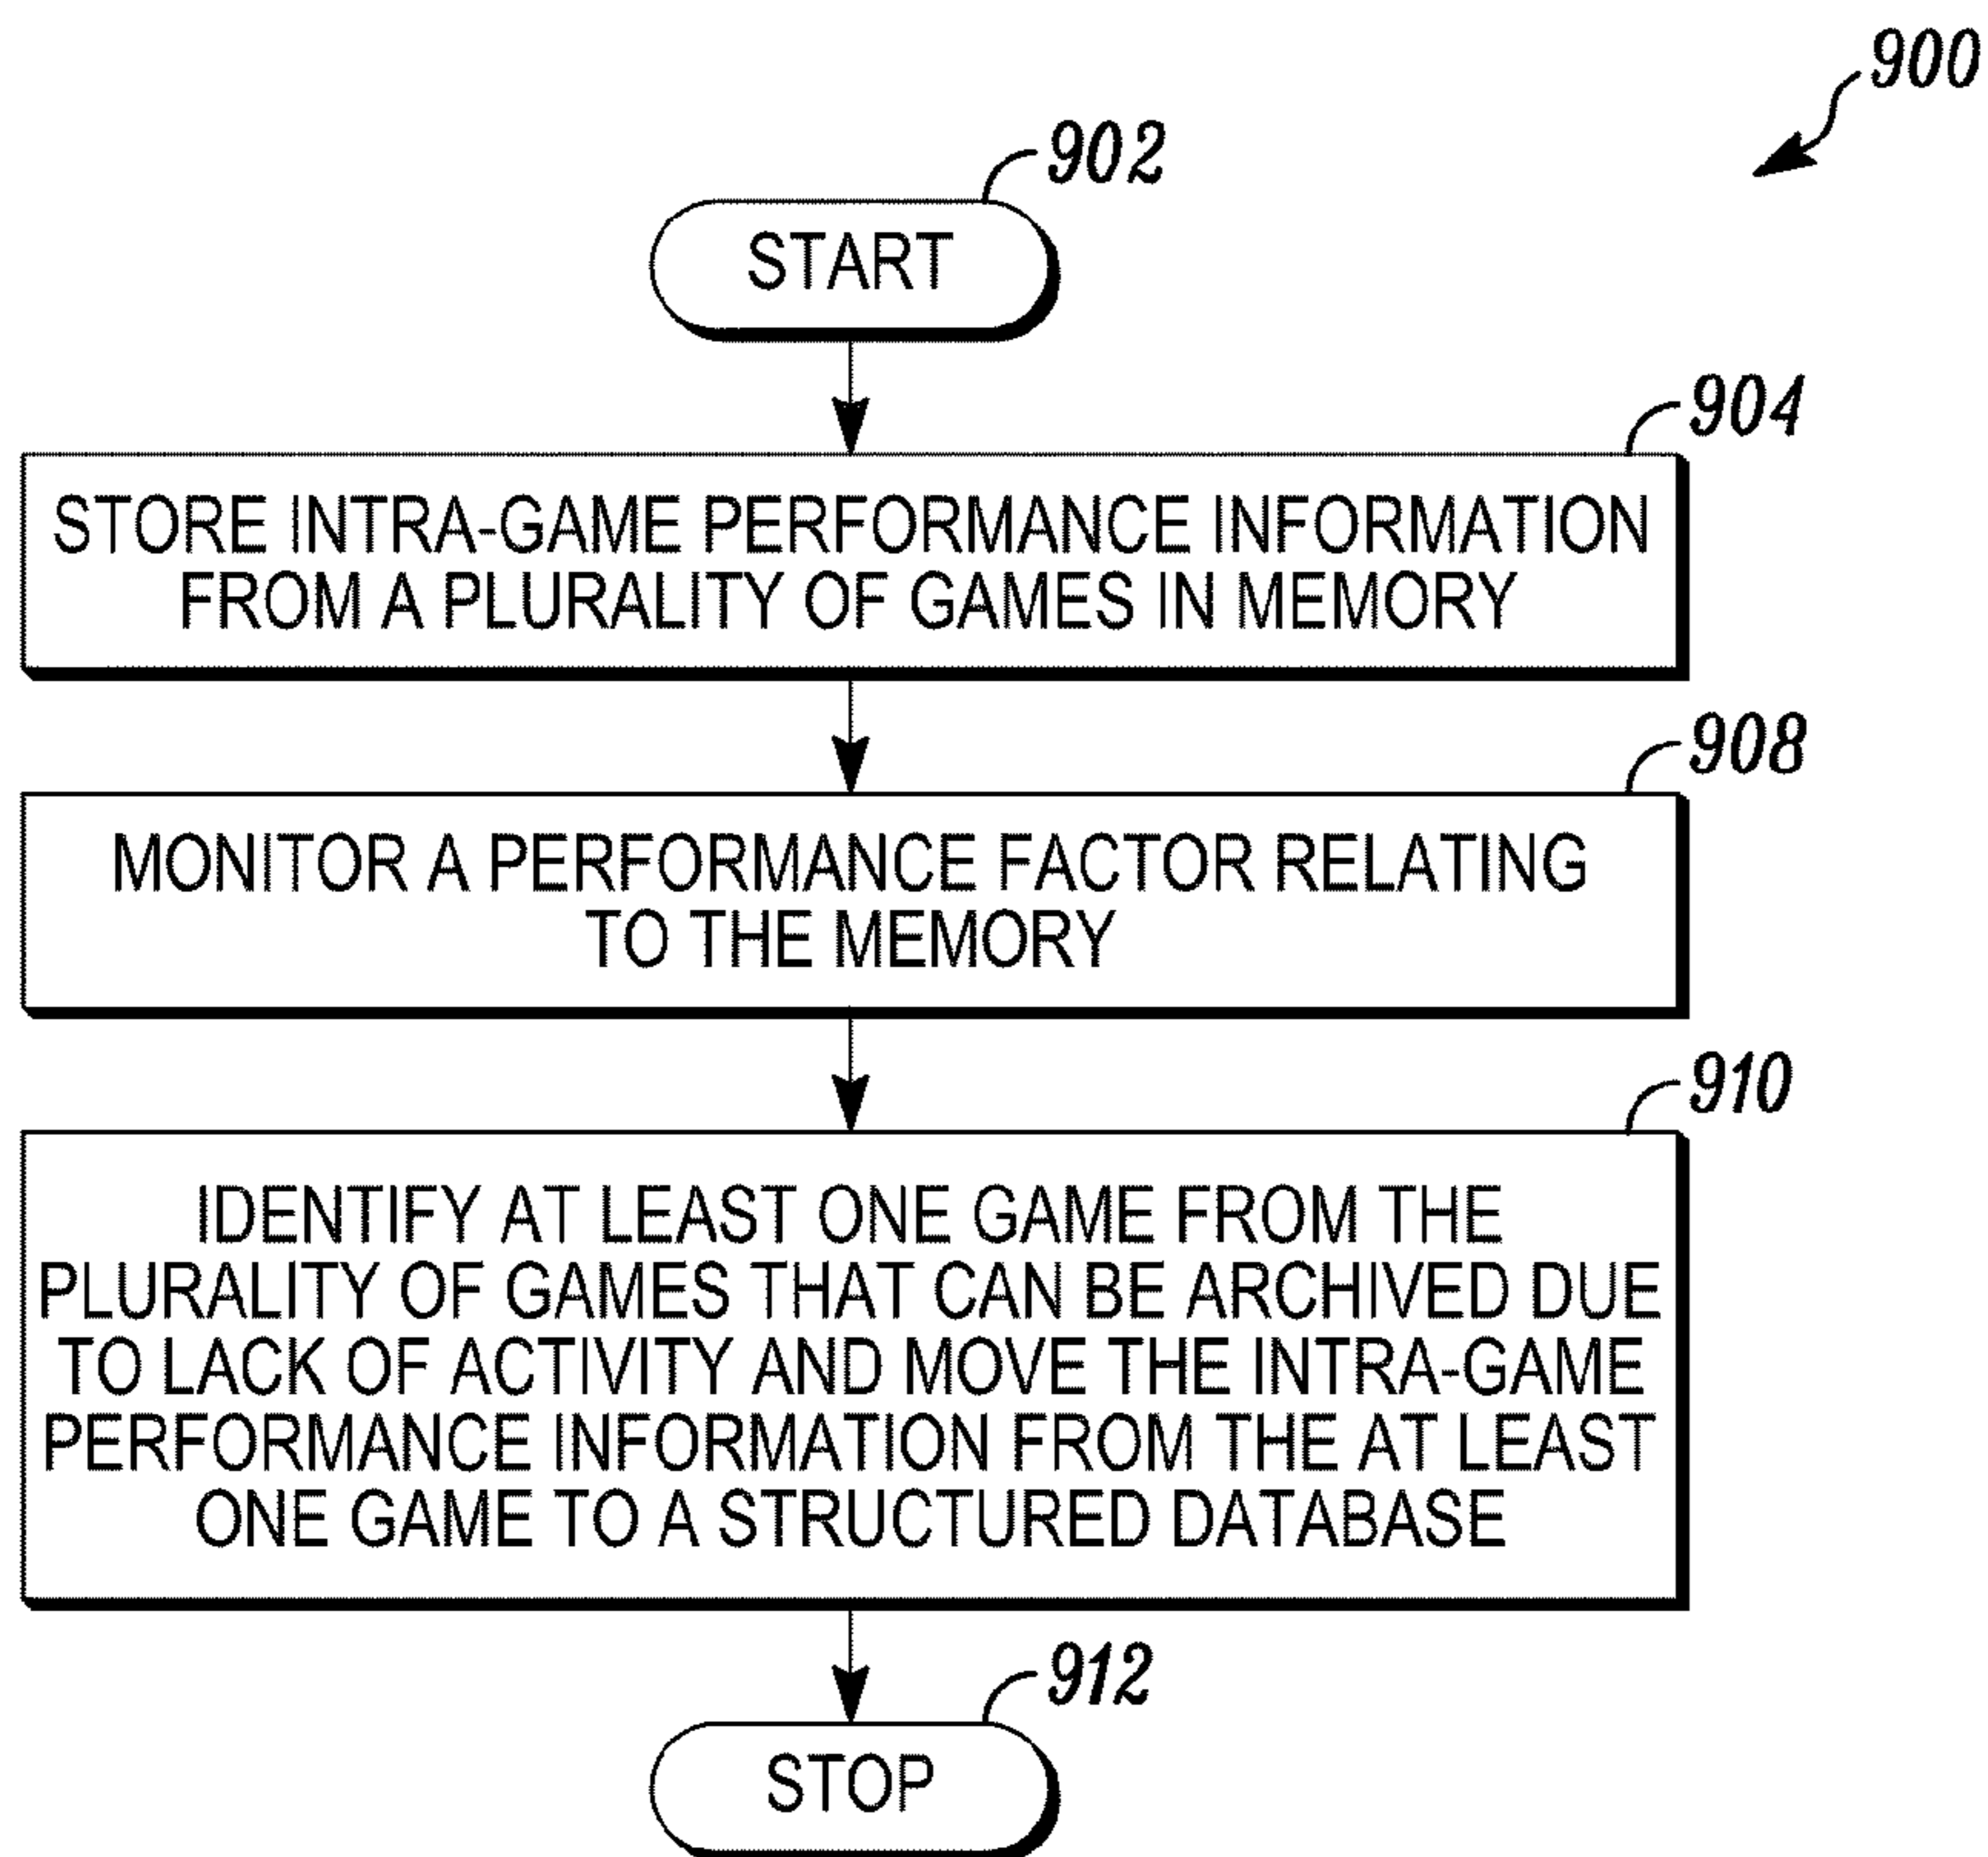 900
902
START
904
STORE INTRA-GAME PERFORMANCE INFORMATION
FROM A PLURALITY OF GAMES IN MEMORY
908
MONITOR A PERFORMANCE FACTOR RELATING
TO THE MEMORY
910
IDENTIFY AT LEAST ONE GAME FROM THE
PLURALITY OF GAMES THAT CAN BE ARCHIVED DUE
TO LACK OF ACTIVITY AND MOVE THE INTRA-GAME
PERFORMANCE INFORMATION FROM THE AT LEAST
ONE GAME TO A STRUCTURED DATABASE
912
STOP